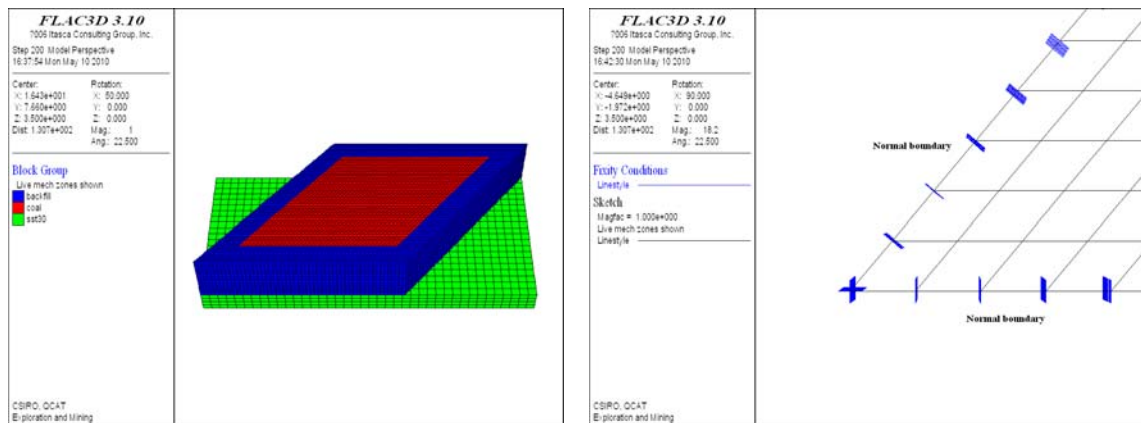 FLAC3D 3.10
7006 Itasca Consulting Group, Inc.
Step 200 Model Perspective
16:37:54 Mon May 10 2010
Center: Rotation:
X: 1.643e+001 X: 50.000
Y: 7.660e+000 Y: 0.000
Z: 3.500e+000 Z: 0.000
Dist: 1.307e+002 Mag.: 1
Ang.: 22.500
Block Group
Live mech zones shown
backfill
coal
sst30
CSIRO, QCAT
Exploration and Mining
FLAC3D 3.10
7006 Itasca Consulting Group, Inc.
Step 200 Model Perspective
16:42:30 Mon May 10 2010
Center: Rotation:
X: -4.649e+000 X: 90.000
Y: -1.972e+000 Y: 0.000
Z: 3.500e+000 Z: 0.000
Dist: 1.307e+002 Mag.: 18.2
Ang.: 22.500
Fixity Conditions
Linestyle
Sketch
Magfac = 1.000e+000
Live mech zones shown
Linestyle
CSIRO, QCAT
Exploration and Mining
Normal boundary
Normal boundary